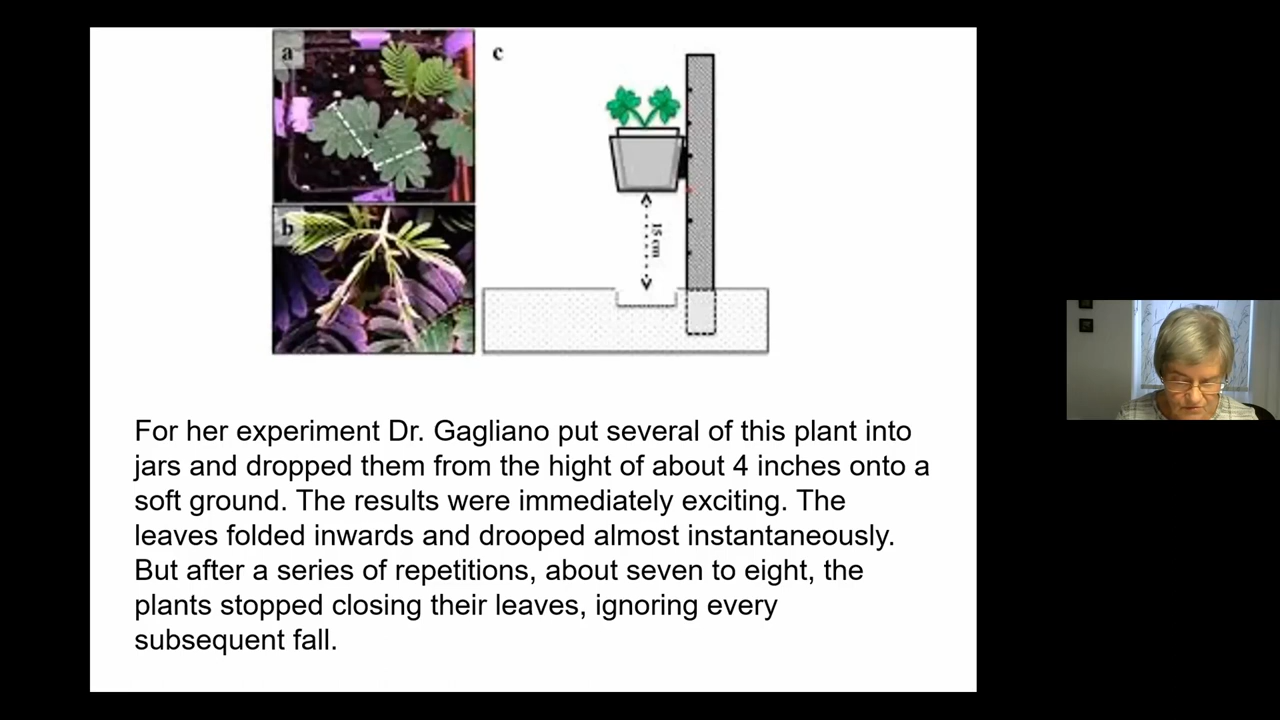 a
c
15 cm
b
For her experiment Dr. Gagliano put several of this plant into
jars and dropped them from the hight of about 4 inches onto a
soft ground. The results were immediately exciting. The
leaves folded inwards and drooped almost instantaneously.
But after a series of repetitions, about seven to eight, the
plants stopped closing their leaves, ignoring every
subsequent fall.